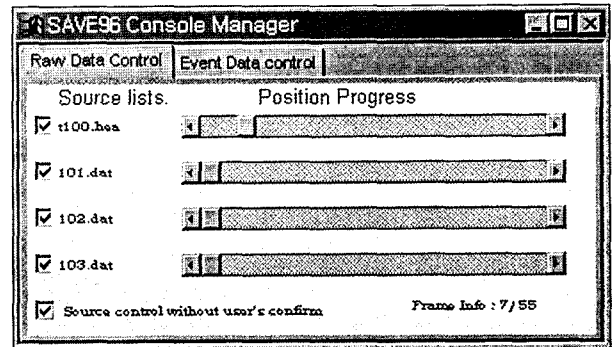 SAVE96 Console Manager
Raw Data Control Event Data control
Source lists. Position Progress
t100.hea
101.dat
102.dat
103.dat
Source control without user's confirm Frame Info : 7/55